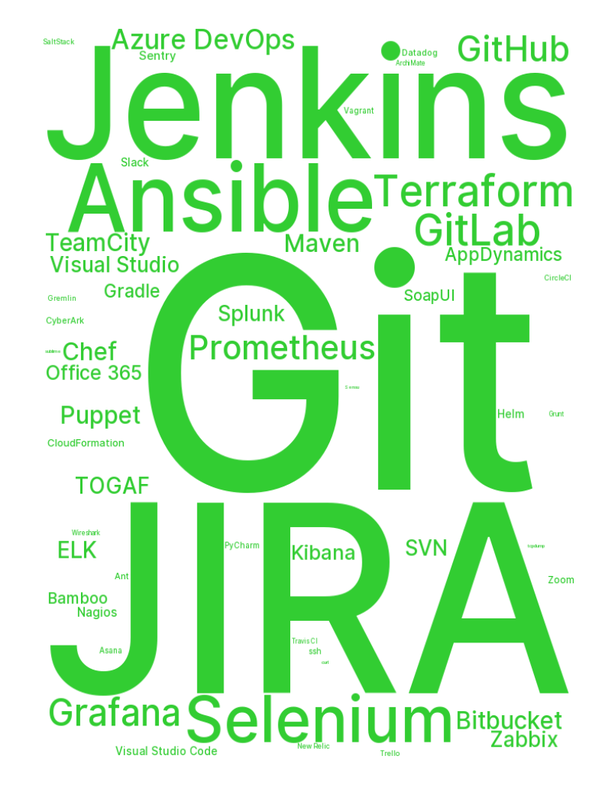 SaltStack
Azure DevOps
Sentry
Datadog
ArchiMate
GitHub
Jenkins
Vagrant
Slack
Ansible
Terraform
GitLab
TeamCity
Maven
AppDynamics
Visual Studio
CircleCI
Gradle
SoapUI
Gremlin
Git
Splunk
CyberArk
Prometheus
Chef
Office 365
Puppet
Helm
Grunt
CloudFormation
TOGAF
JIRA
Wireshark
ELK
PyCharm
Kibana
SVN
Ant
Zoom
Bamboo
Nagios
Travis CI
ssh
Asana
Grafana
Selenium
Bitbucket
Zabbix
New Relic
Visual Studio Code
Trello